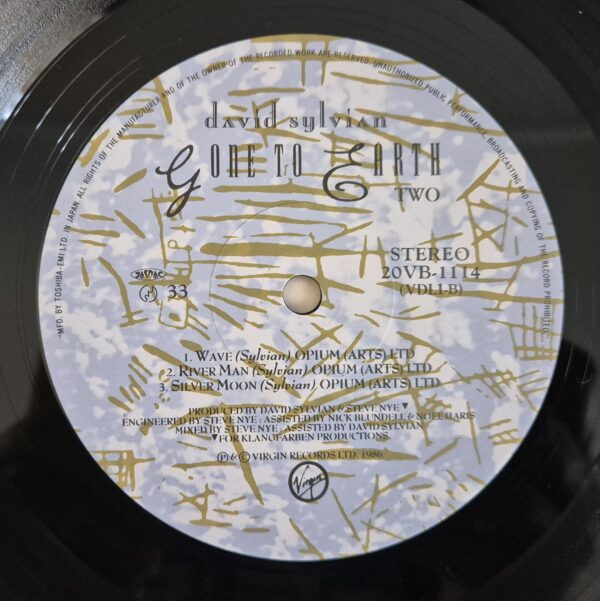 "MFD. BY TOSHIBA-EMI LTD. IN JAPAN. ALL RIGHTS OF THE MANUFACTURER AND OF THE OWNER OF THE RECORDED WORK ARE RESERVED. UNAUTHORIZED PUBLIC PERFORMANCE, BROADCASTING AND COPYING OF THE RECORD PROHIBITED."
david sylvian
GONE TO EARTH
TWO
STEREO
20VB-1114
(VDL1-B)
JASRAC
33
1. WAVE (Sylvian) OPIUM (ARTS) LTD
2. RIVER MAN (Sylvian) OPIUM (ARTS) LTD
3. SILVER MOON (Sylvian) OPIUM (ARTS) LTD
PRODUCED BY DAVID SYLVIAN & STEVE NYE ▼
ENGINEERED BY STEVE NYE : ASSISTED BY NICK BLUNDELL & NOEL HARIS
MIXED BY STEVE NYE : ASSISTED BY DAVID SYLVIAN
▼FOR KLANGFARBEN PRODUCTIONS.
℗ & © VIRGIN RECORDS LTD. 1986
Virgin